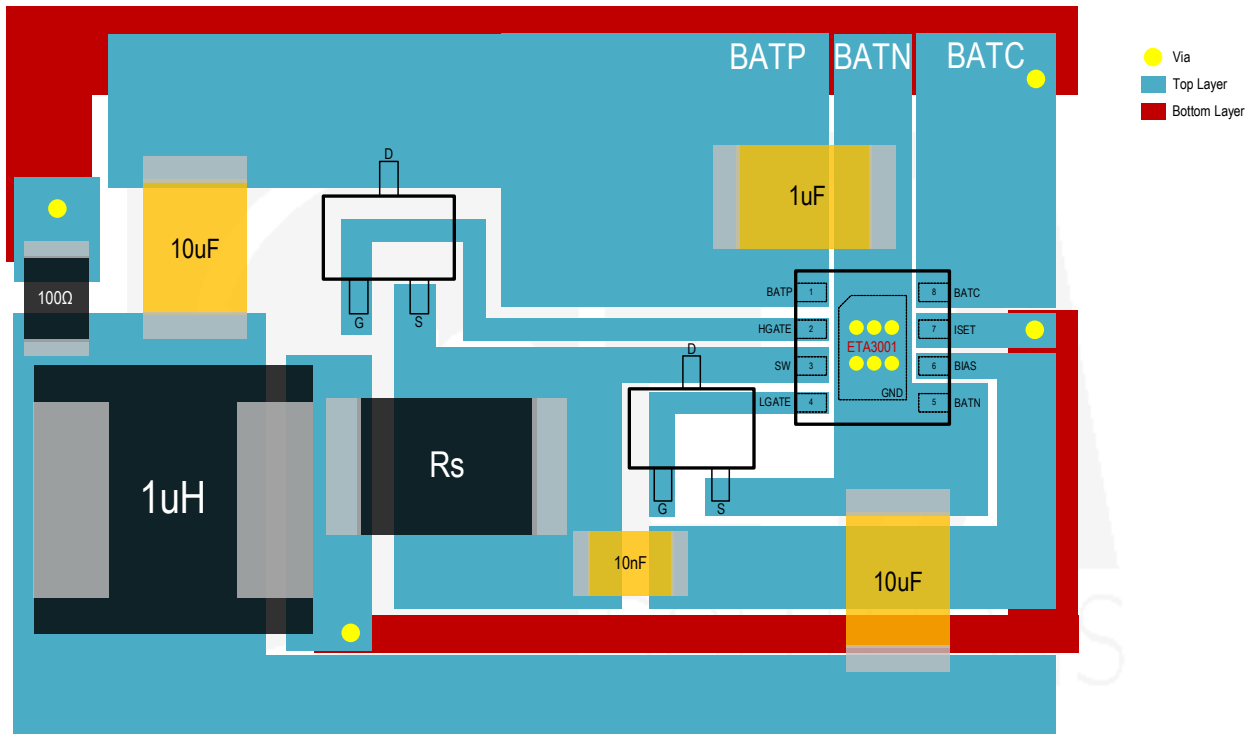 BATP BATN BATC
Via
Top Layer
Bottom Layer
D
1uF
10uF
100Ω
G S
BATP 1 8 BATC
HGATE 2 7 ISET
ETA3001
SW 3 6 BIAS
D
GND
LGATE 4 5 BATN
Rs
1uH
G S
10nF
10uF